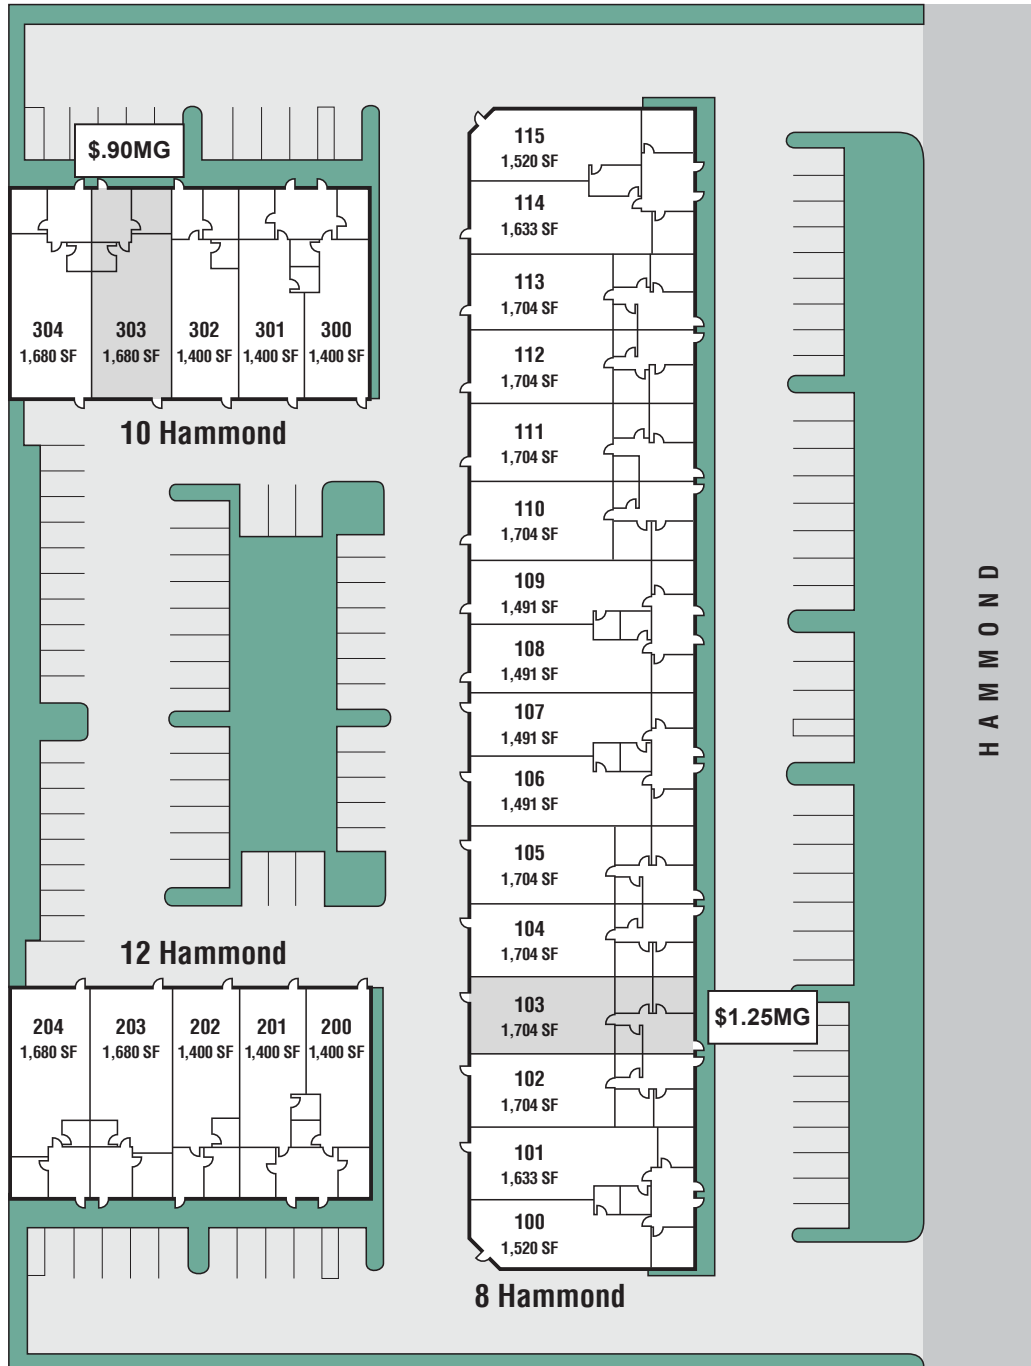 $.90MG
304
1,680 SF
303
1,680 SF
302
1,400 SF
301
1,400 SF
300
1,400 SF
10 Hammond
12 Hammond
204
1,680 SF
203
1,680 SF
202
1,400 SF
201
1,400 SF
200
1,400 SF
115
1,520 SF
114
1,633 SF
113
1,704 SF
112
1,704 SF
111
1,704 SF
110
1,704 SF
109
1,491 SF
108
1,491 SF
107
1,491 SF
106
1,491 SF
105
1,704 SF
104
1,704 SF
103
1,704 SF
$1.25MG
102
1,704 SF
101
1,633 SF
100
1,520 SF
8 Hammond
HAMMOND